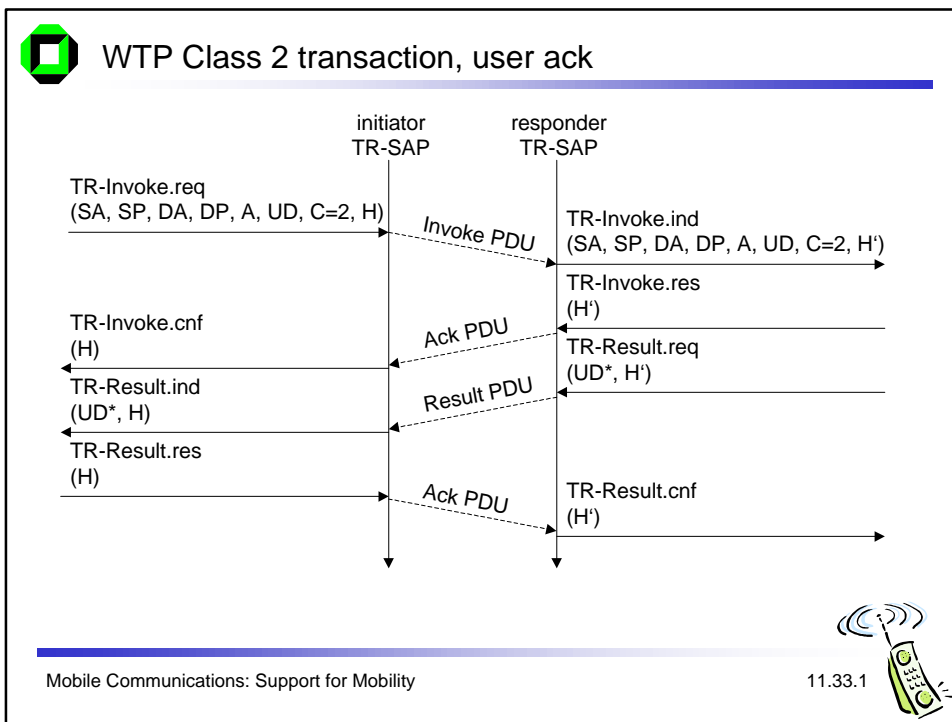 WTP Class 2 transaction, user ack
initiator
TR-SAP
responder
TR-SAP
TR-Invoke.req
(SA, SP, DA, DP, A, UD, C=2, H)
Invoke PDU
TR-Invoke.ind
(SA, SP, DA, DP, A, UD, C=2, H‘)
TR-Invoke.res
(H‘)
TR-Invoke.cnf
(H)
Ack PDU
TR-Result.req
(UD*, H‘)
TR-Result.ind
(UD*, H)
Result PDU
TR-Result.res
(H)
Ack PDU
TR-Result.cnf
(H‘)
Mobile Communications: Support for Mobility
11.33.1